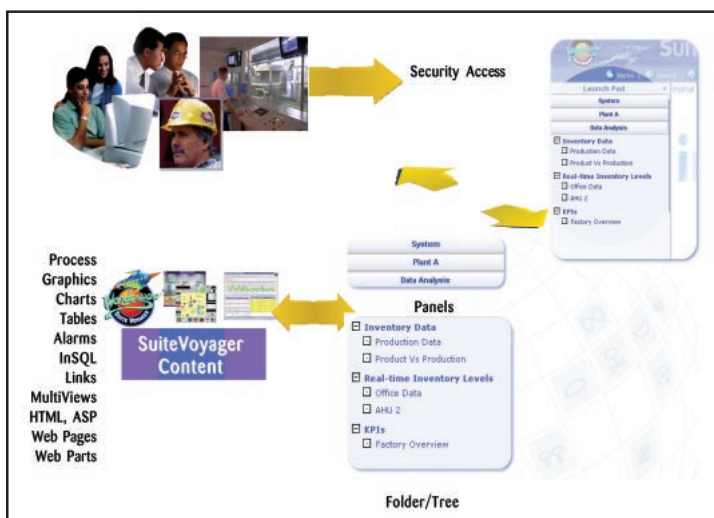 Security Access
Home
Launch Pad
System
Plant A
Data Analysis
Inventory Data
Production Data
Product Vs Production
Real-time Inventory Levels
Office Data
AHU 2
KPIs
Factory Overview
Process
Graphics
Charts
Tables
Alarms
InSQL
Links
MultiViews
HTML, ASP
Web Pages
Web Parts
SuiteVoyager
Content
System
Plant A
Data Analysis
Panels
Inventory Data
Production Data
Product Vs Production
Real-time Inventory Levels
Office Data
AHU 2
KPIs
Factory Overview
Folder/Tree